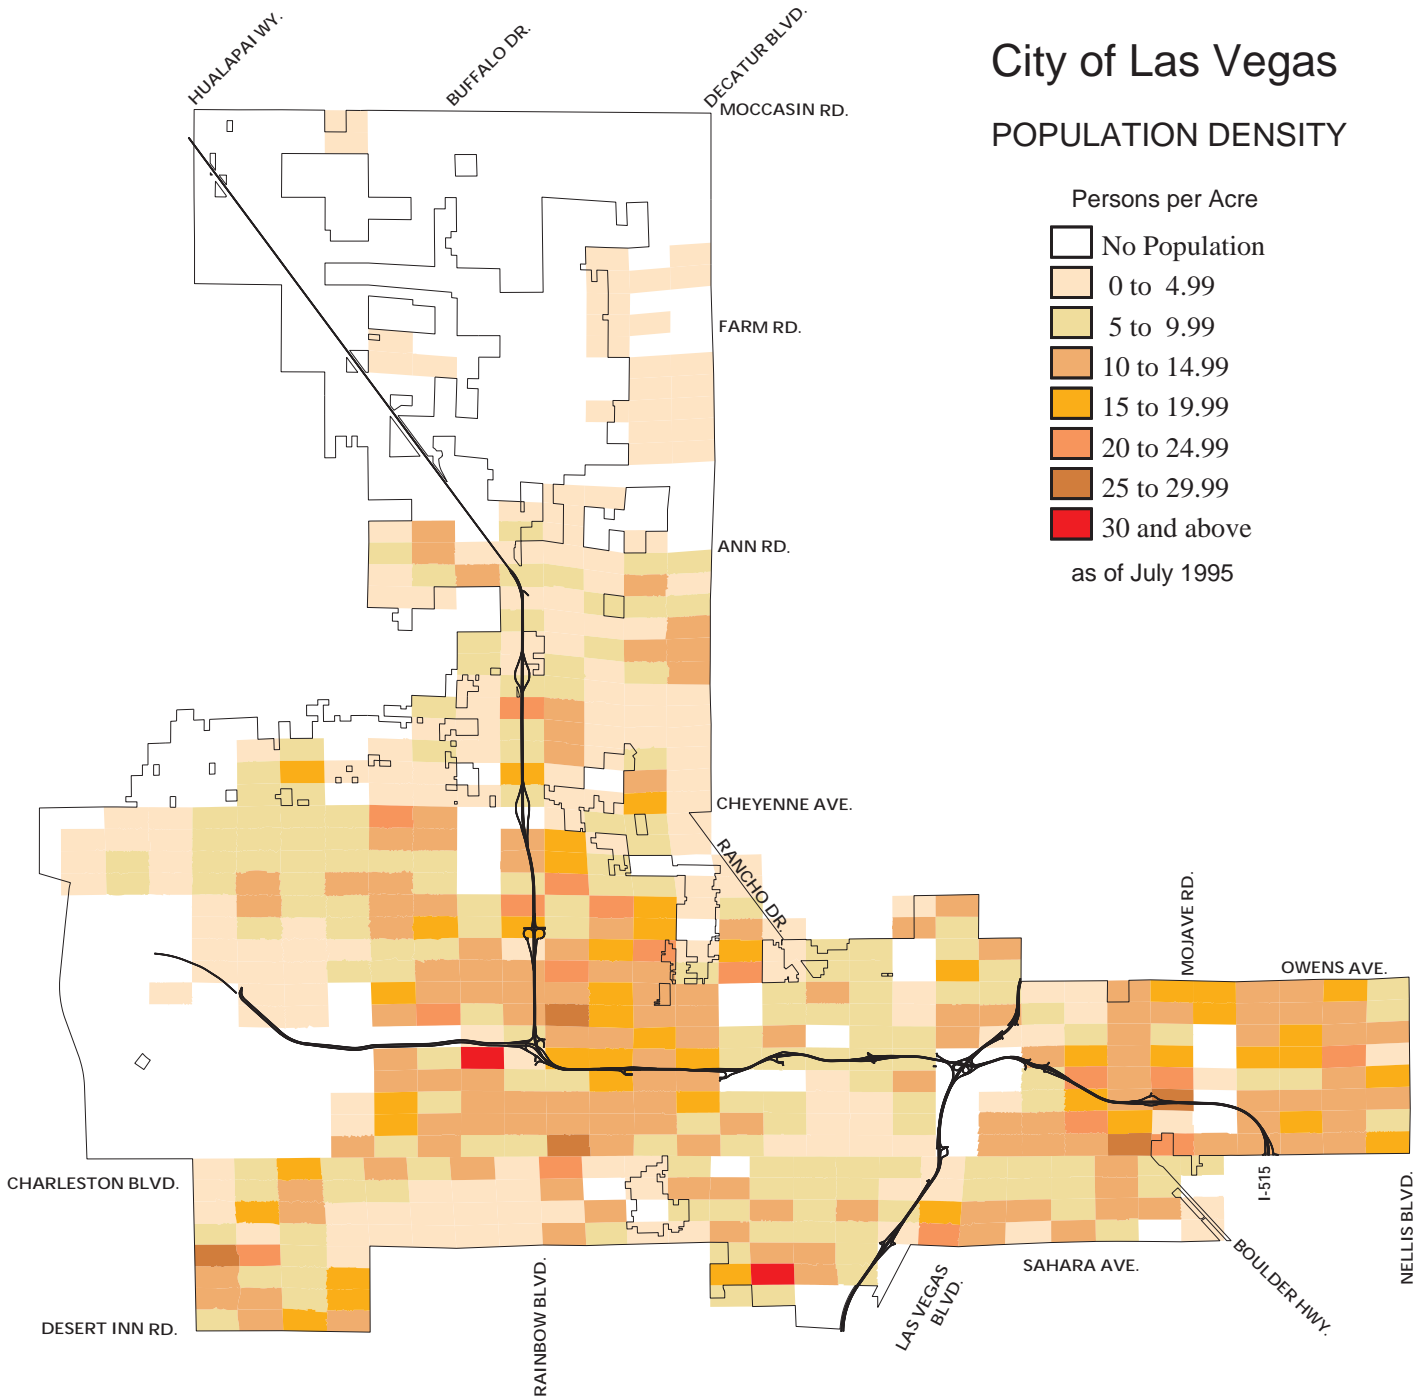 HUALAPAI WY.
BUFFALO DR.
DECATUR BLVD.
City of Las Vegas
MOCCASIN RD.
POPULATION DENSITY
Persons per Acre
No Population
0 to 4.99
5 to 9.99
10 to 14.99
15 to 19.99
20 to 24.99
25 to 29.99
30 and above
as of July 1995
FARM RD.
ANN RD.
CHEYENNE AVE.
RANCHO DR.
MOJAVE RD.
OWENS AVE.
CHARLESTON BLVD.
I-515
NELLIS BLVD.
BOULDER HWY.
SAHARA AVE.
LAS VEGAS
BLVD.
RAINBOW BLVD.
DESERT INN RD.